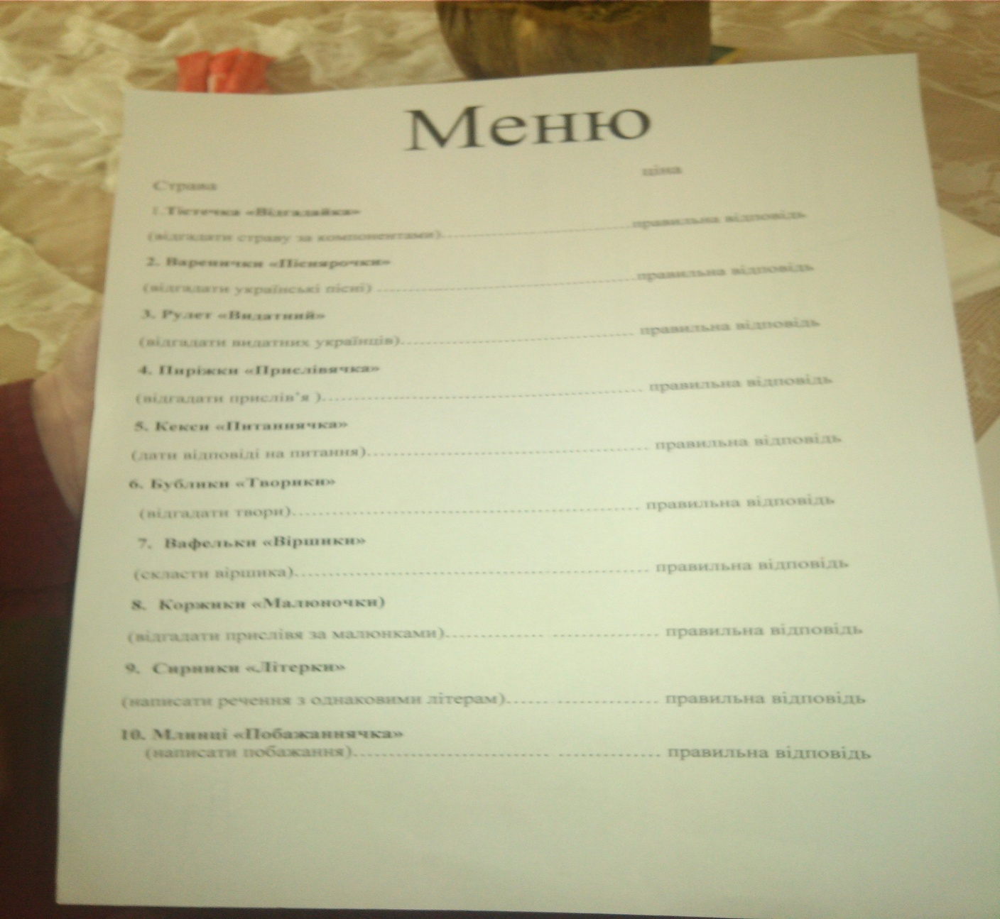 Меню
Страва ціна
1.Тістечка «Відгадайка»
(відгадати страву за компонентами)..............................................правильна відповідь
2. Варенички «Піснярочки»
(відгадати українські пісні) ..............................................правильна відповідь
3. Рулет «Видатний»
(відгадати видатних українців)........................................ правильна відповідь
4. Пиріжки «Прислівячка»
(відгадати прислів'я )....................................................... правильна відповідь
5. Кекси «Питаннячка»
(дати відповіді на питання)................................................ правильна відповідь
6. Бублики «Творики»
(відгадати твори)........................................................... правильна відповідь
7. Вафельки «Віршики»
(скласти віршика)............................................................ правильна відповідь
8. Коржики «Малюночки)
(відгадати прислівя за малюнками)................. .................. правильна відповідь
9. Сирники «Літерки»
(написати речення з однаковими літерам)....... ................. правильна відповідь
10. Млинці «Побажаннячка»
(написати побажання)................................. .................. правильна відповідь